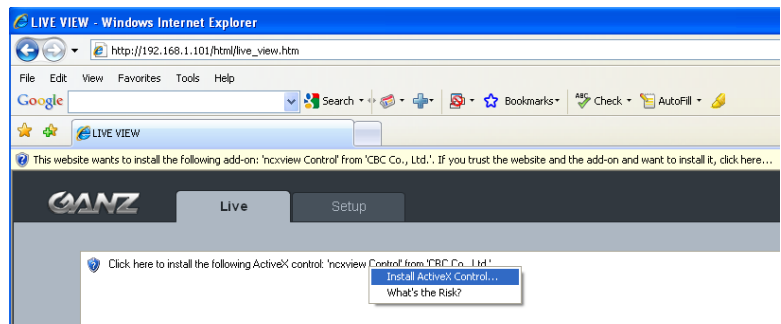 LIVE VIEW - Windows Internet Explorer
http://192.168.1.101/html/live_view.htm
File Edit View Favorites Tools Help
Google Search Bookmarks Check AutoFill
LIVE VIEW
This website wants to install the following add-on: 'ncxview Control' from 'CBC Co., Ltd.'. If you trust the website and the add-on and want to install it, click here...
GANZ Live Setup
Click here to install the following ActiveX control: 'ncxview Control' from 'CBC Co., Ltd.'
Install ActiveX Control...
What's the Risk?